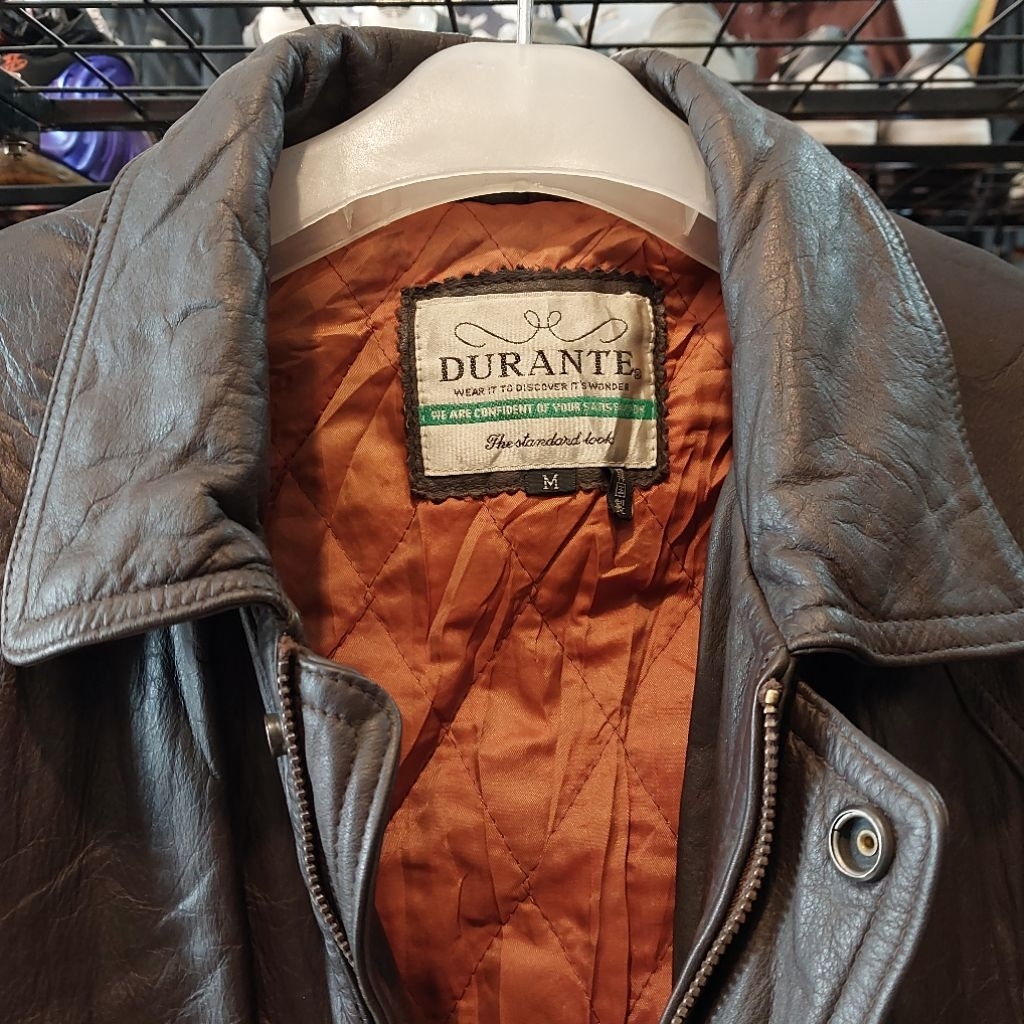 DURANTE®
WEAR IT TO DISCOVER IT'S WONDER
WE ARE CONFIDENT OF YOUR
The standard look
M